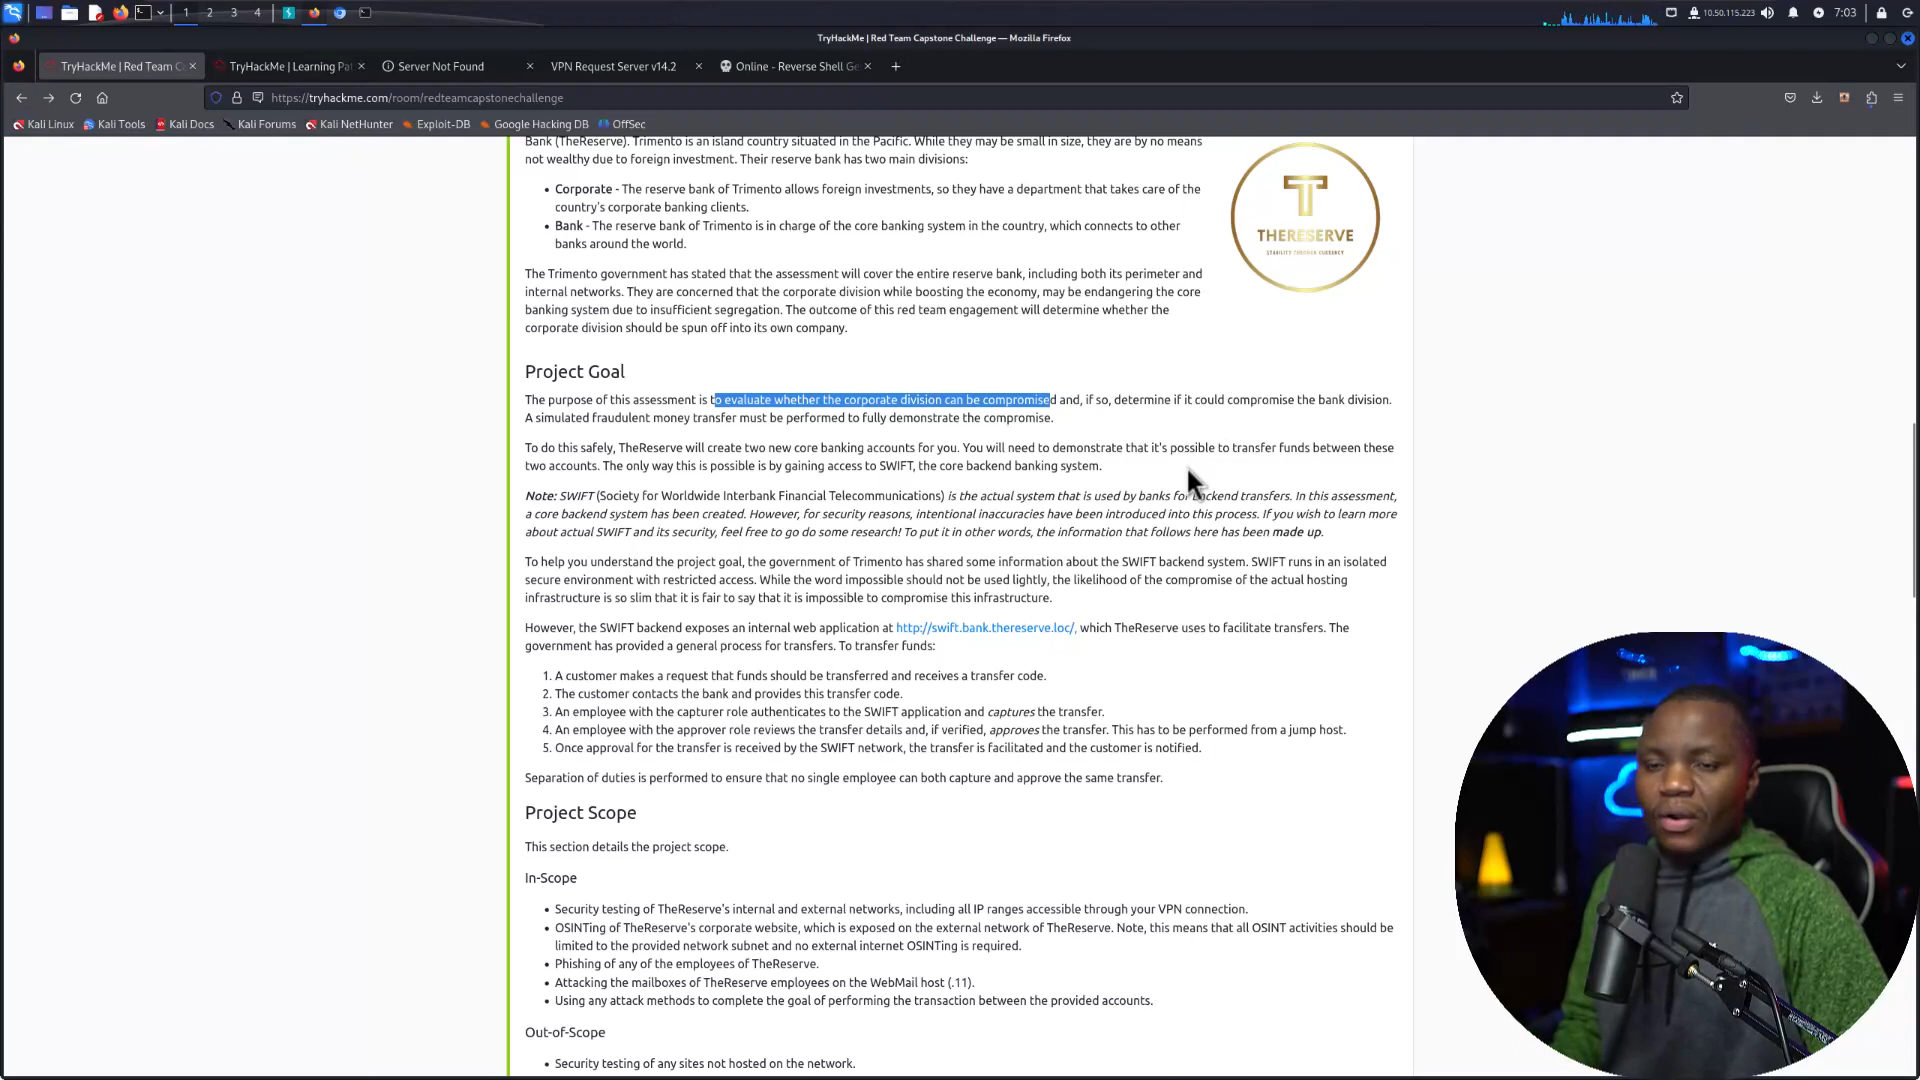 1 2 3 4 10.50.115.223 7:03
TryHackMe | Red Team Capstone Challenge — Mozilla Firefox
TryHackMe | Red Team C TryHackMe | Learning Pat Server Not Found VPN Request Server v14.2 Online - Reverse Shell Ge
https://tryhackme.com/room/redteamcapstonechallenge
Kali Linux Kali Tools Kali Docs Kali Forums Kali NetHunter Exploit-DB Google Hacking DB OffSec
Bank (TheReserve). Trimento is an island country situated in the Pacific. While they may be small in size, they are by no means
not wealthy due to foreign investment. Their reserve bank has two main divisions:
• Corporate - The reserve bank of Trimento allows foreign investments, so they have a department that takes care of the
country's corporate banking clients.
• Bank - The reserve bank of Trimento is in charge of the core banking system in the country, which connects to other
banks around the world.
T
THERESERVE
STABILITY THROUGH CURRENCY
The Trimento government has stated that the assessment will cover the entire reserve bank, including both its perimeter and
internal networks. They are concerned that the corporate division while boosting the economy, may be endangering the core
banking system due to insufficient segregation. The outcome of this red team engagement will determine whether the
corporate division should be spun off into its own company.
Project Goal
The purpose of this assessment is to evaluate whether the corporate division can be compromised and, if so, determine if it could compromise the bank division.
A simulated fraudulent money transfer must be performed to fully demonstrate the compromise.
To do this safely, TheReserve will create two new core banking accounts for you. You will need to demonstrate that it's possible to transfer funds between these
two accounts. The only way this is possible is by gaining access to SWIFT, the core backend banking system.
Note: SWIFT (Society for Worldwide Interbank Financial Telecommunications) is the actual system that is used by banks for backend transfers. In this assessment,
a core backend system has been created. However, for security reasons, intentional inaccuracies have been introduced into this process. If you wish to learn more
about actual SWIFT and its security, feel free to go do some research! To put it in other words, the information that follows here has been made up.
To help you understand the project goal, the government of Trimento has shared some information about the SWIFT backend system. SWIFT runs in an isolated
secure environment with restricted access. While the word impossible should not be used lightly, the likelihood of the compromise of the actual hosting
infrastructure is so slim that it is fair to say that it is impossible to compromise this infrastructure.
However, the SWIFT backend exposes an internal web application at http://swift.bank.thereserve.loc/, which TheReserve uses to facilitate transfers. The
government has provided a general process for transfers. To transfer funds:
1. A customer makes a request that funds should be transferred and receives a transfer code.
2. The customer contacts the bank and provides this transfer code.
3. An employee with the capturer role authenticates to the SWIFT application and captures the transfer.
4. An employee with the approver role reviews the transfer details and, if verified, approves the transfer. This has to be performed from a jump host.
5. Once approval for the transfer is received by the SWIFT network, the transfer is facilitated and the customer is notified.
Separation of duties is performed to ensure that no single employee can both capture and approve the same transfer.
Project Scope
This section details the project scope.
In-Scope
• Security testing of TheReserve's internal and external networks, including all IP ranges accessible through your VPN connection.
• OSINTing of TheReserve's corporate website, which is exposed on the external network of TheReserve. Note, this means that all OSINT activities should be
limited to the provided network subnet and no external internet OSINTing is required.
• Phishing of any of the employees of TheReserve.
• Attacking the mailboxes of TheReserve employees on the WebMail host (.11).
• Using any attack methods to complete the goal of performing the transaction between the provided accounts.
Out-of-Scope
• Security testing of any sites not hosted on the network.